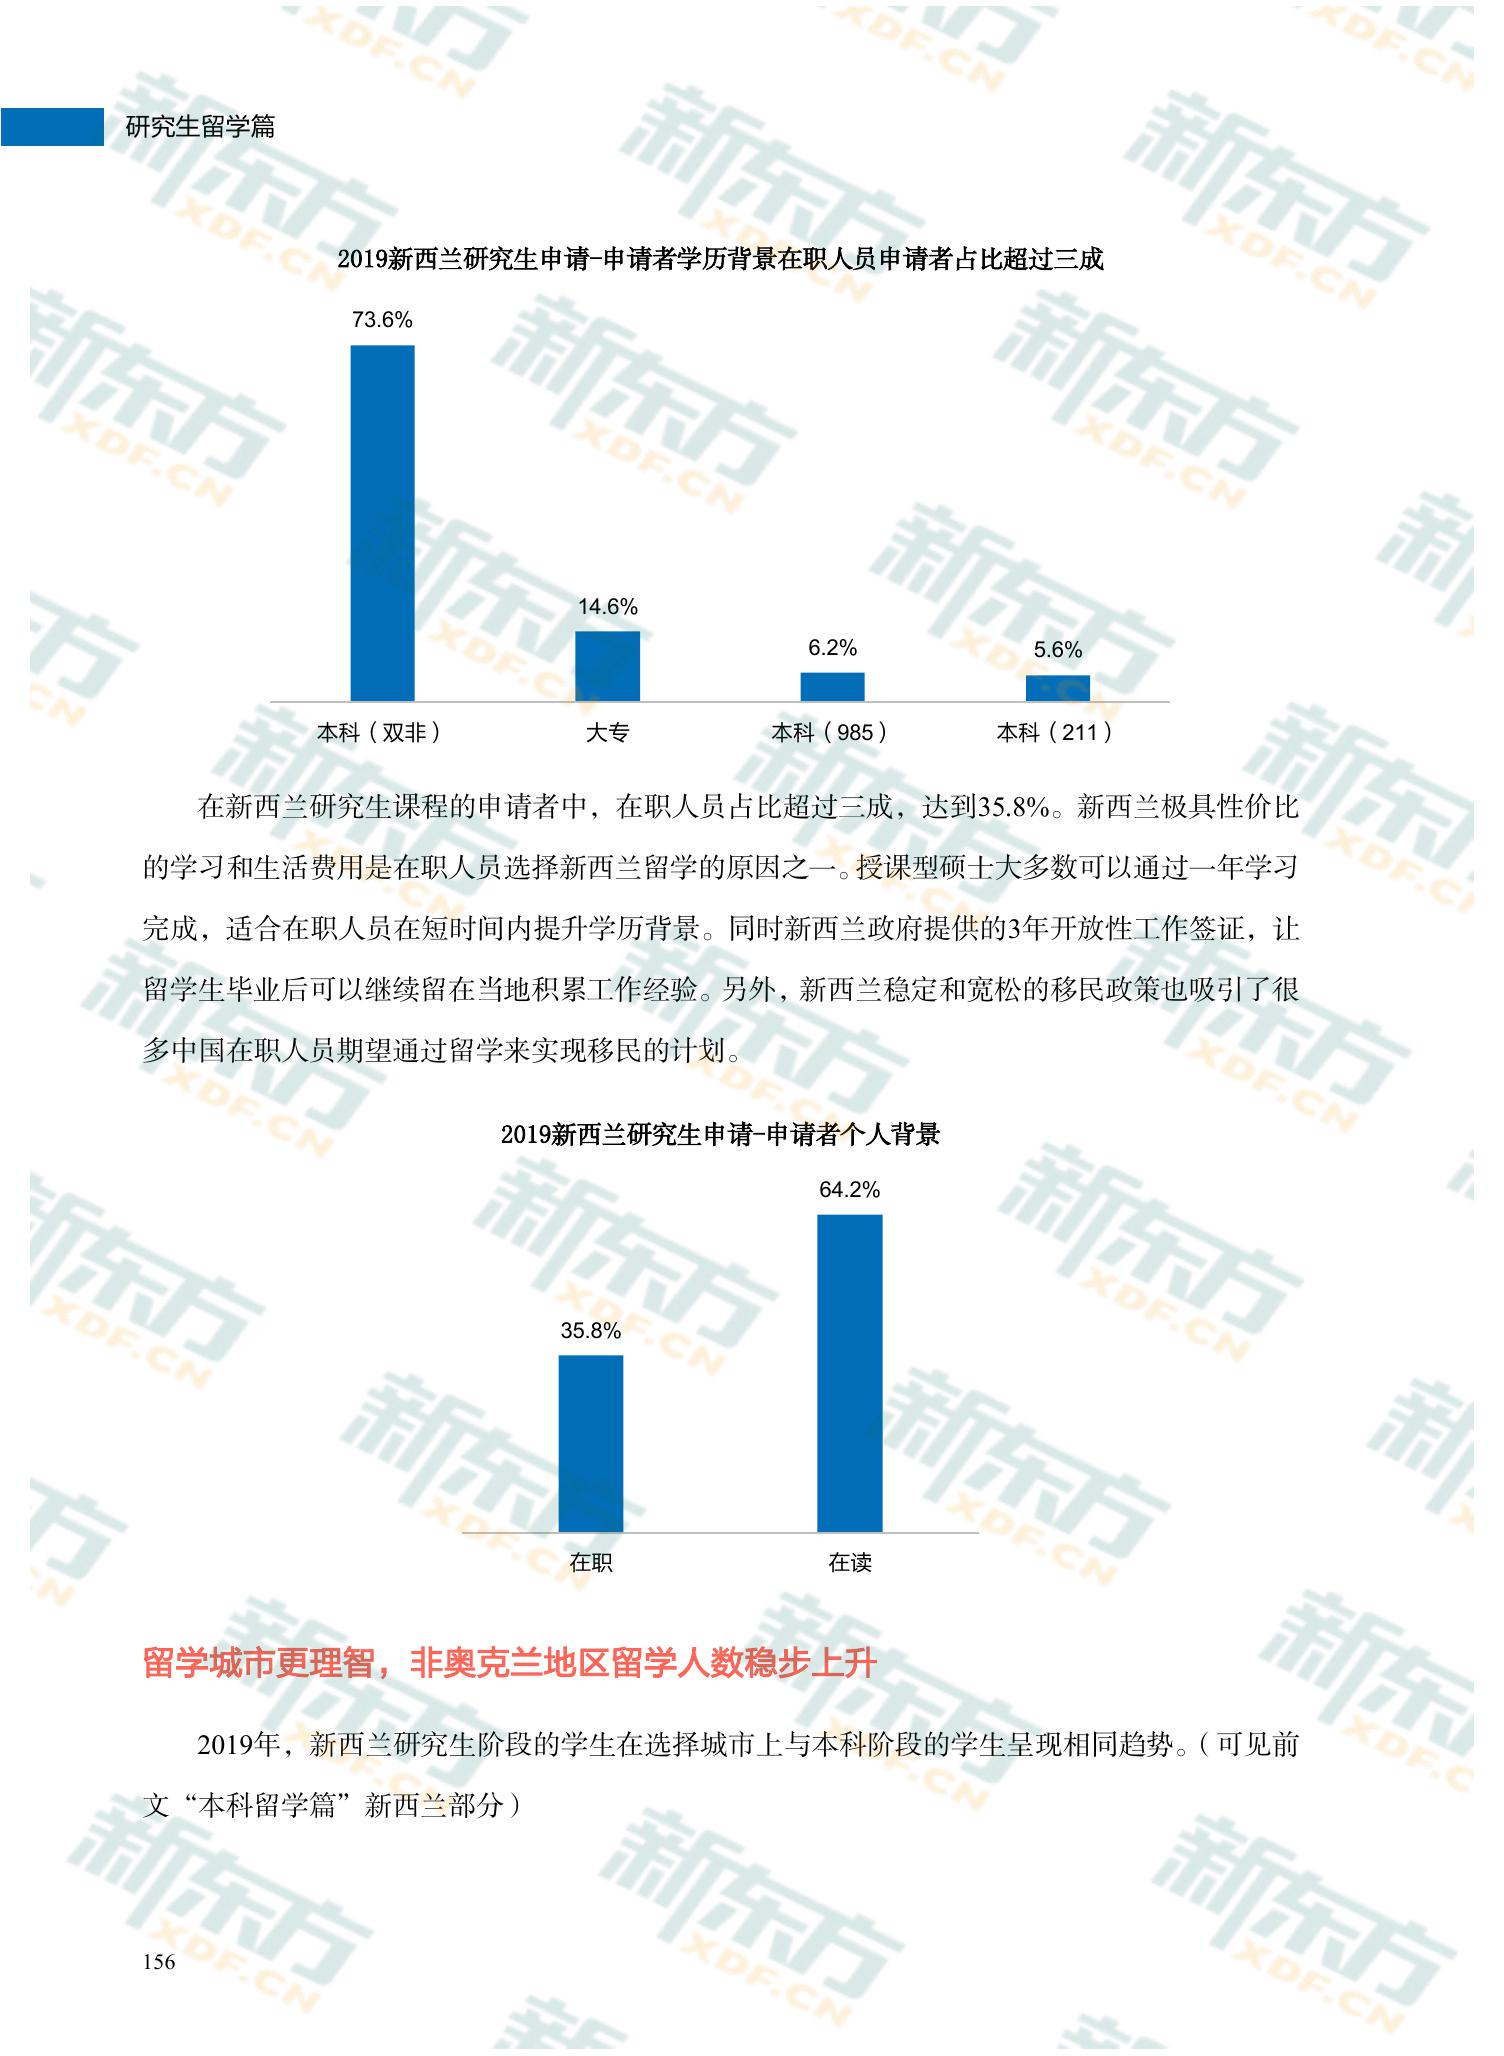 研究生留学篇
2019新西兰研究生申请-申请者学历背景在职人员申请者占比超过三成
73.6%
14.6%
6.2%
5.6%
本科（双非） 大专 本科（985） 本科（211）
在新西兰研究生课程的申请者中，在职人员占比超过三成，达到35.8%。新西兰极具性价比
的学习和生活费用是在职人员选择新西兰留学的原因之一。授课型硕士大多数可以通过一年学习
完成，适合在职人员在短时间内提升学历背景。同时新西兰政府提供的3年开放性工作签证，让
留学生毕业后可以继续留在当地积累工作经验。另外，新西兰稳定和宽松的移民政策也吸引了很
多中国在职人员期望通过留学来实现移民的计划。
2019新西兰研究生申请-申请者个人背景
64.2%
35.8%
在职 在读
留学城市更理智，非奥克兰地区留学人数稳步上升
2019年，新西兰研究生阶段的学生在选择城市上与本科阶段的学生呈现相同趋势。（可见前
文“本科留学篇”新西兰部分）
156
新东方
XDF.CN